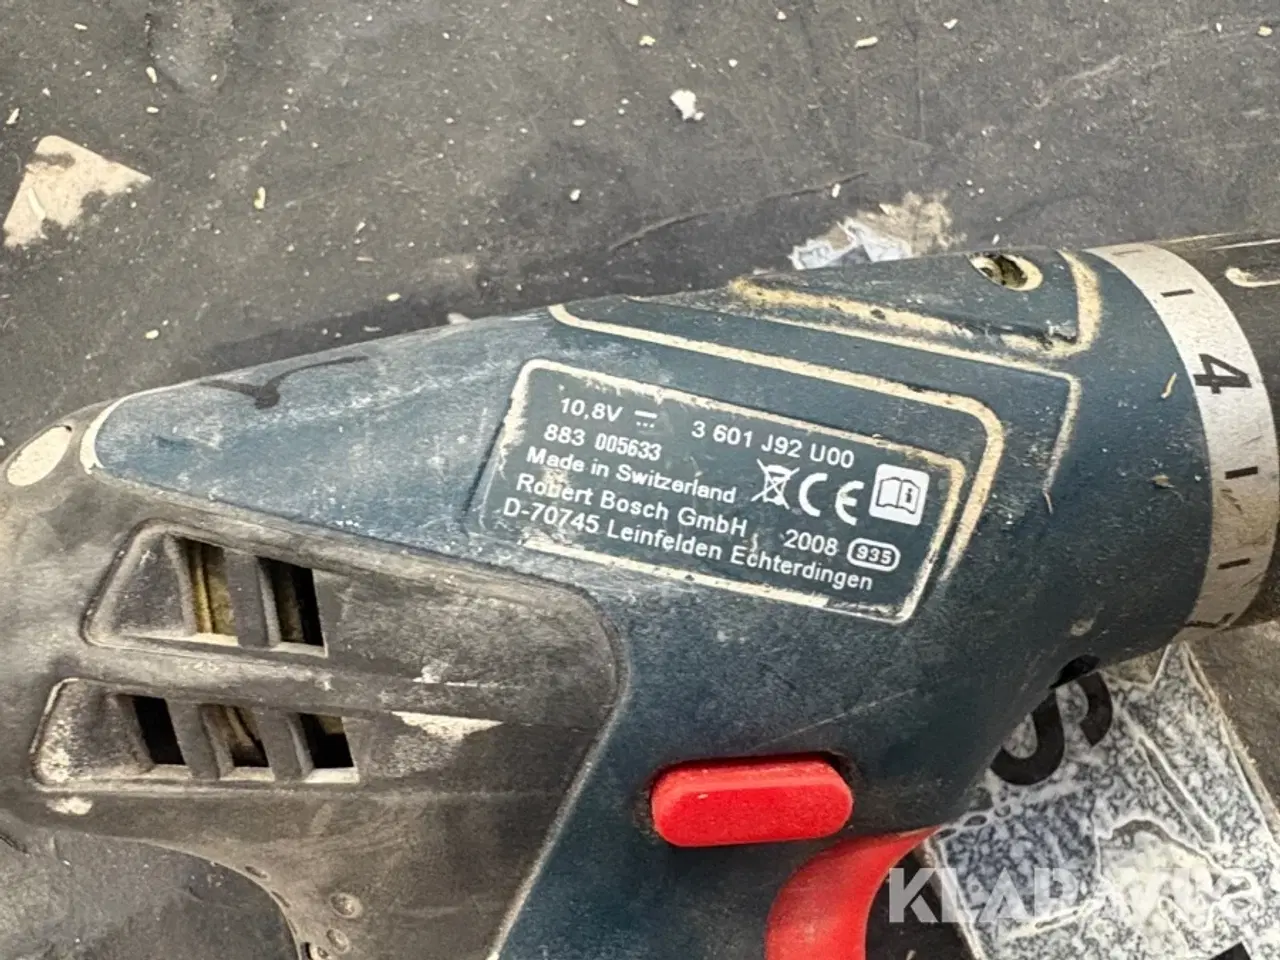 10,8V
3 601 J92 U00
883 005633
Made in Switzerland
Robert Bosch GmbH
2008 935
D-70745 Leinfelden Echterdingen
4